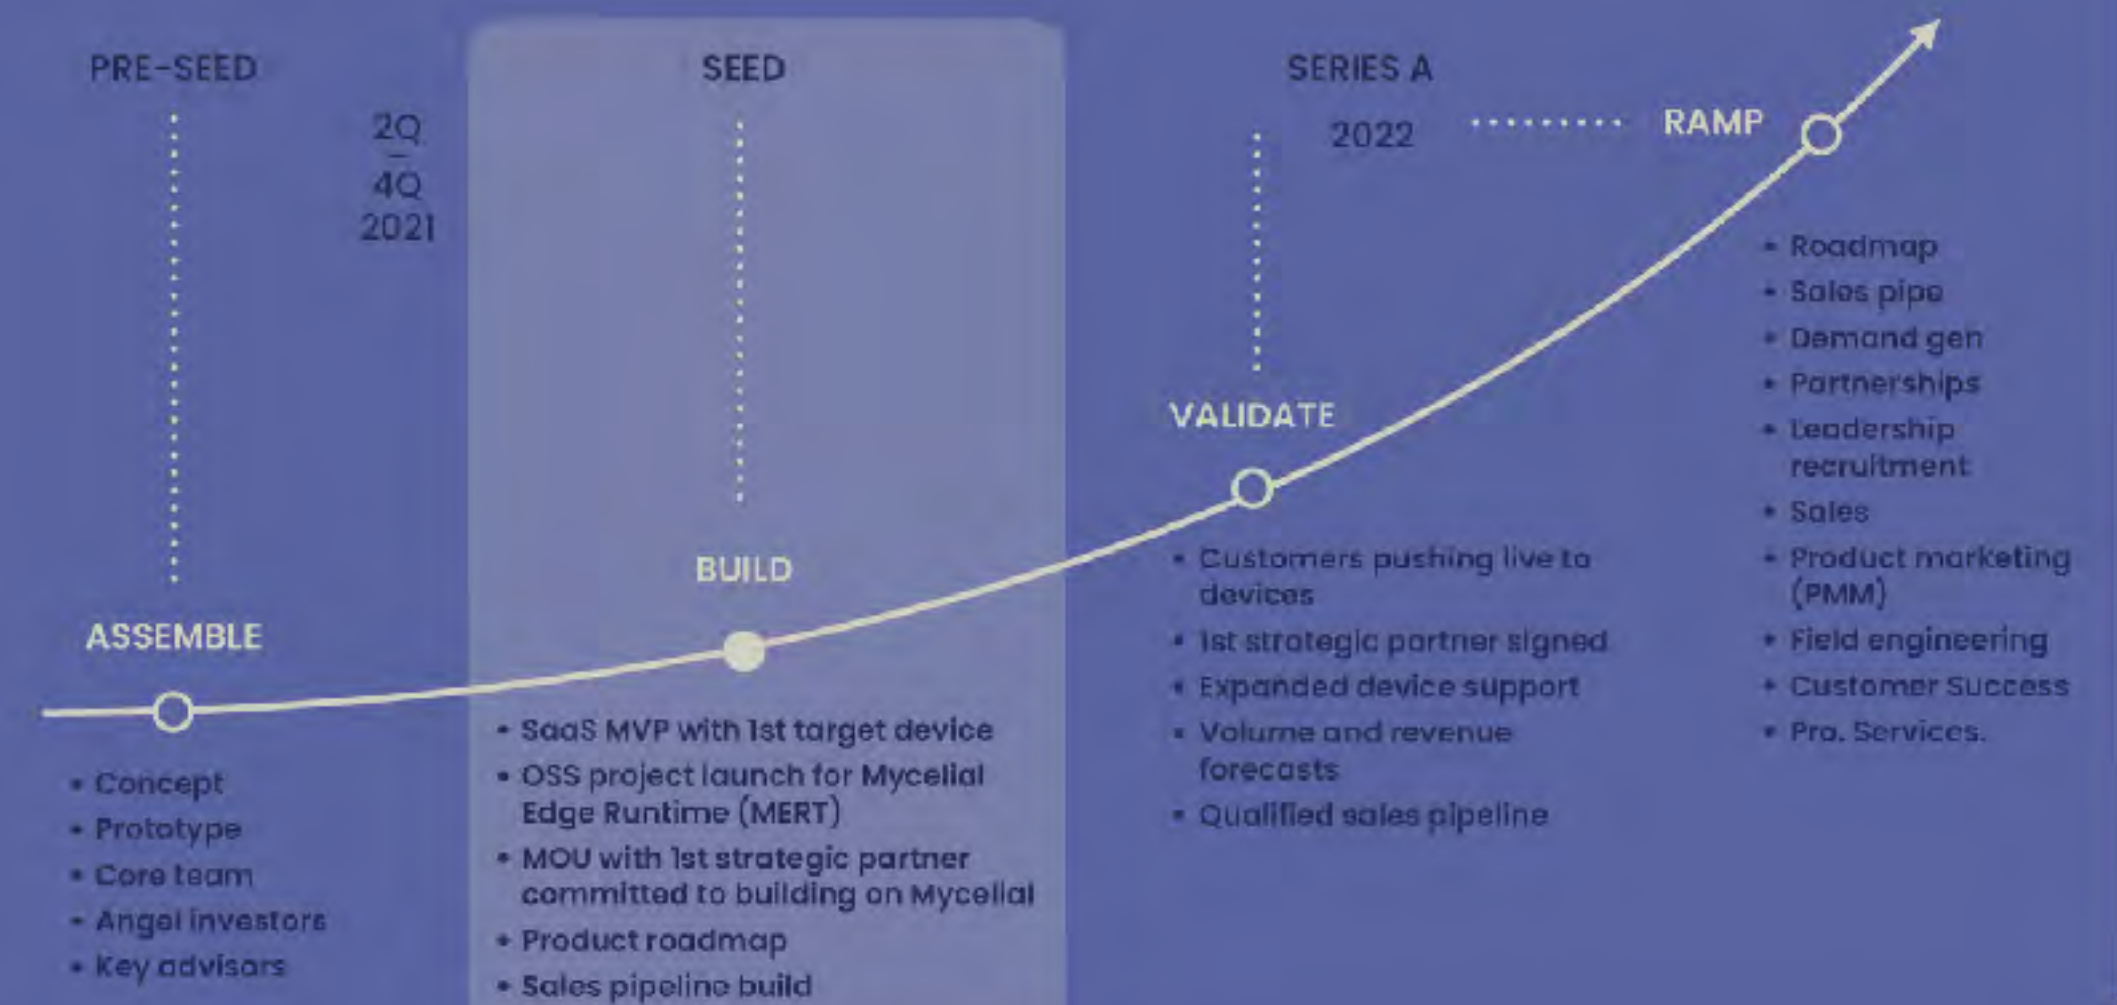 PRE-SEED
2Q
–
4Q
2021
ASSEMBLE
• Concept
• Prototype
• Core team
• Angel investors
• Key advisors
SEED
BUILD
• SaaS MVP with 1st target device
• OSS project launch for Mycelial
Edge Runtime (MERT)
• MOU with 1st strategic partner
committed to building on Mycelial
• Product roadmap
• Sales pipeline build
SERIES A
2022
VALIDATE
• Customers pushing live to
devices
• 1st strategic partner signed
• Expanded device support
• Volume and revenue
forecasts
• Qualified sales pipeline
RAMP
• Roadmap
• Sales pipe
• Demand gen
• Partnerships
• Leadership
recruitment
• Sales
• Product marketing
(PMM)
• Field engineering
• Customer Success
• Pro. Services.